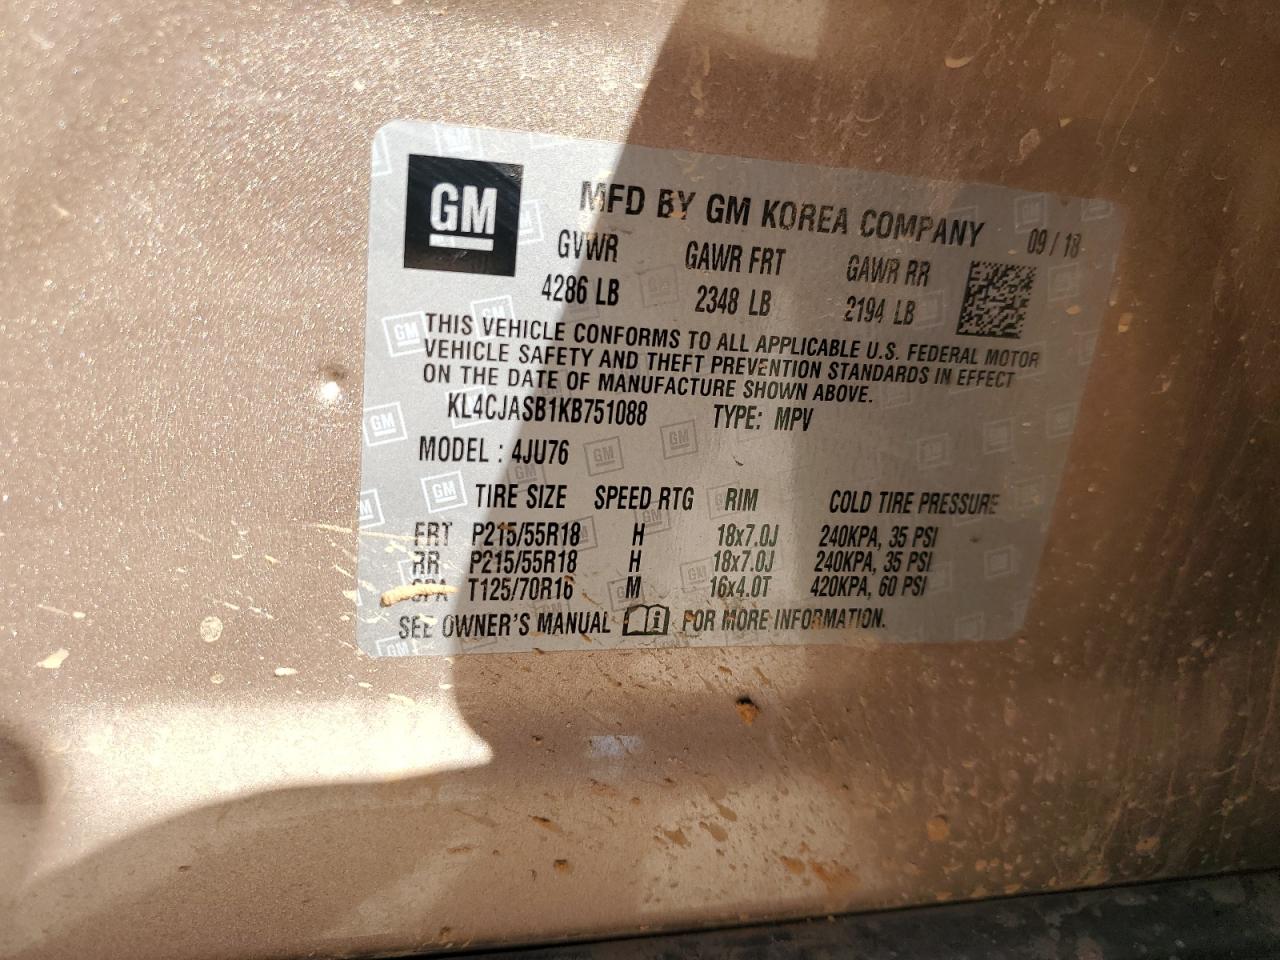 GM
MFD BY GM KOREA COMPANY 09 / 18
GVWR GAWR FRT GAWR RR
4286 LB 2348 LB 2194 LB
THIS VEHICLE CONFORMS TO ALL APPLICABLE U.S. FEDERAL MOTOR
VEHICLE SAFETY AND THEFT PREVENTION STANDARDS IN EFFECT
ON THE DATE OF MANUFACTURE SHOWN ABOVE.
KL4CJASB1KB751088 TYPE: MPV
MODEL : 4JU76
TIRE SIZE SPEED RTG RIM COLD TIRE PRESSURE
FRT P215/55R18 H 18x7.0J 240KPA, 35 PSI
RR P215/55R18 H 18x7.0J 240KPA, 35 PSI
SPA T125/70R16 M 16x4.0T 420KPA, 60 PSI
SEE OWNER'S MANUAL FOR MORE INFORMATION.